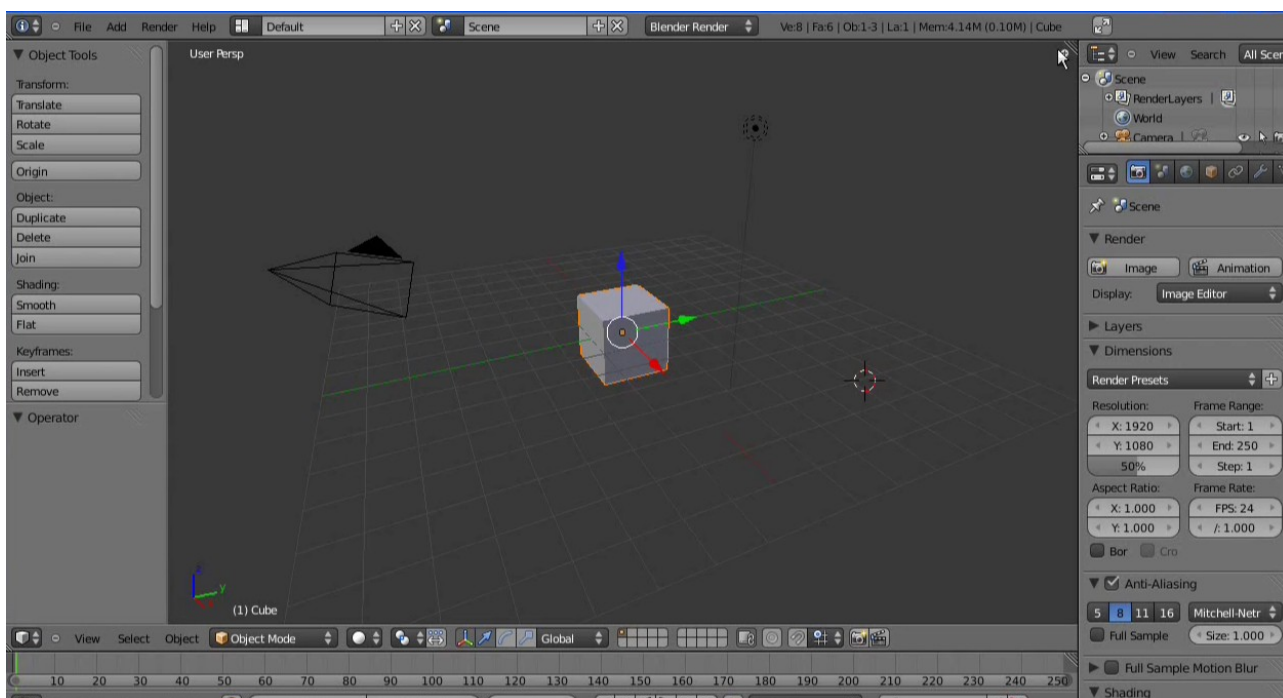 File Add Render Help Default Scene Blender Render Ve:8 | Fa:6 | Ob:1-3 | La:1 | Mem:4.14M (0.10M) | Cube
Object Tools
Transform:
Translate
Rotate
Scale
Origin
Object:
Duplicate
Delete
Join
Shading:
Smooth
Flat
Keyframes:
Insert
Remove
Operator
User Persp
z
y
(1) Cube
View Select Object Object Mode Global
10 20 30 40 50 60 70 80 90 100 110 120 130 140 150 160 170 180 190 200 210 220 230 240 250
View Search All Scen
Scene
RenderLayers |
World
Camera |
Scene
Render
Image Animation
Display: Image Editor
Layers
Dimensions
Render Presets
Resolution: Frame Range:
X: 1920 Start: 1
Y: 1080 End: 250
50% Step: 1
Aspect Ratio: Frame Rate:
X: 1.000 FPS: 24
Y: 1.000 /: 1.000
Bor Cro
Anti-Aliasing
5 8 11 16 Mitchell-Netr
Full Sample Size: 1.000
Full Sample Motion Blur
Shading